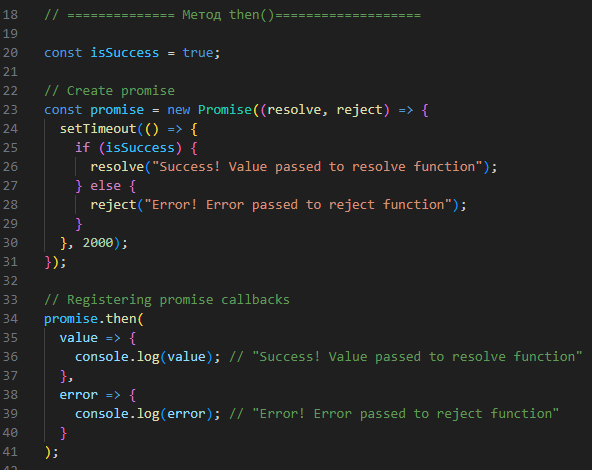 18 // ============== Метод then()===================
19
20 const isSuccess = true;
21
22 // Create promise
23 const promise = new Promise((resolve, reject) => {
24   setTimeout(() => {
25     if (isSuccess) {
26       resolve("Success! Value passed to resolve function");
27     } else {
28       reject("Error! Error passed to reject function");
29     }
30   }, 2000);
31 });
32
33 // Registering promise callbacks
34 promise.then(
35   value => {
36     console.log(value); // "Success! Value passed to resolve function"
37   },
38   error => {
39     console.log(error); // "Error! Error passed to reject function"
40   }
41 );